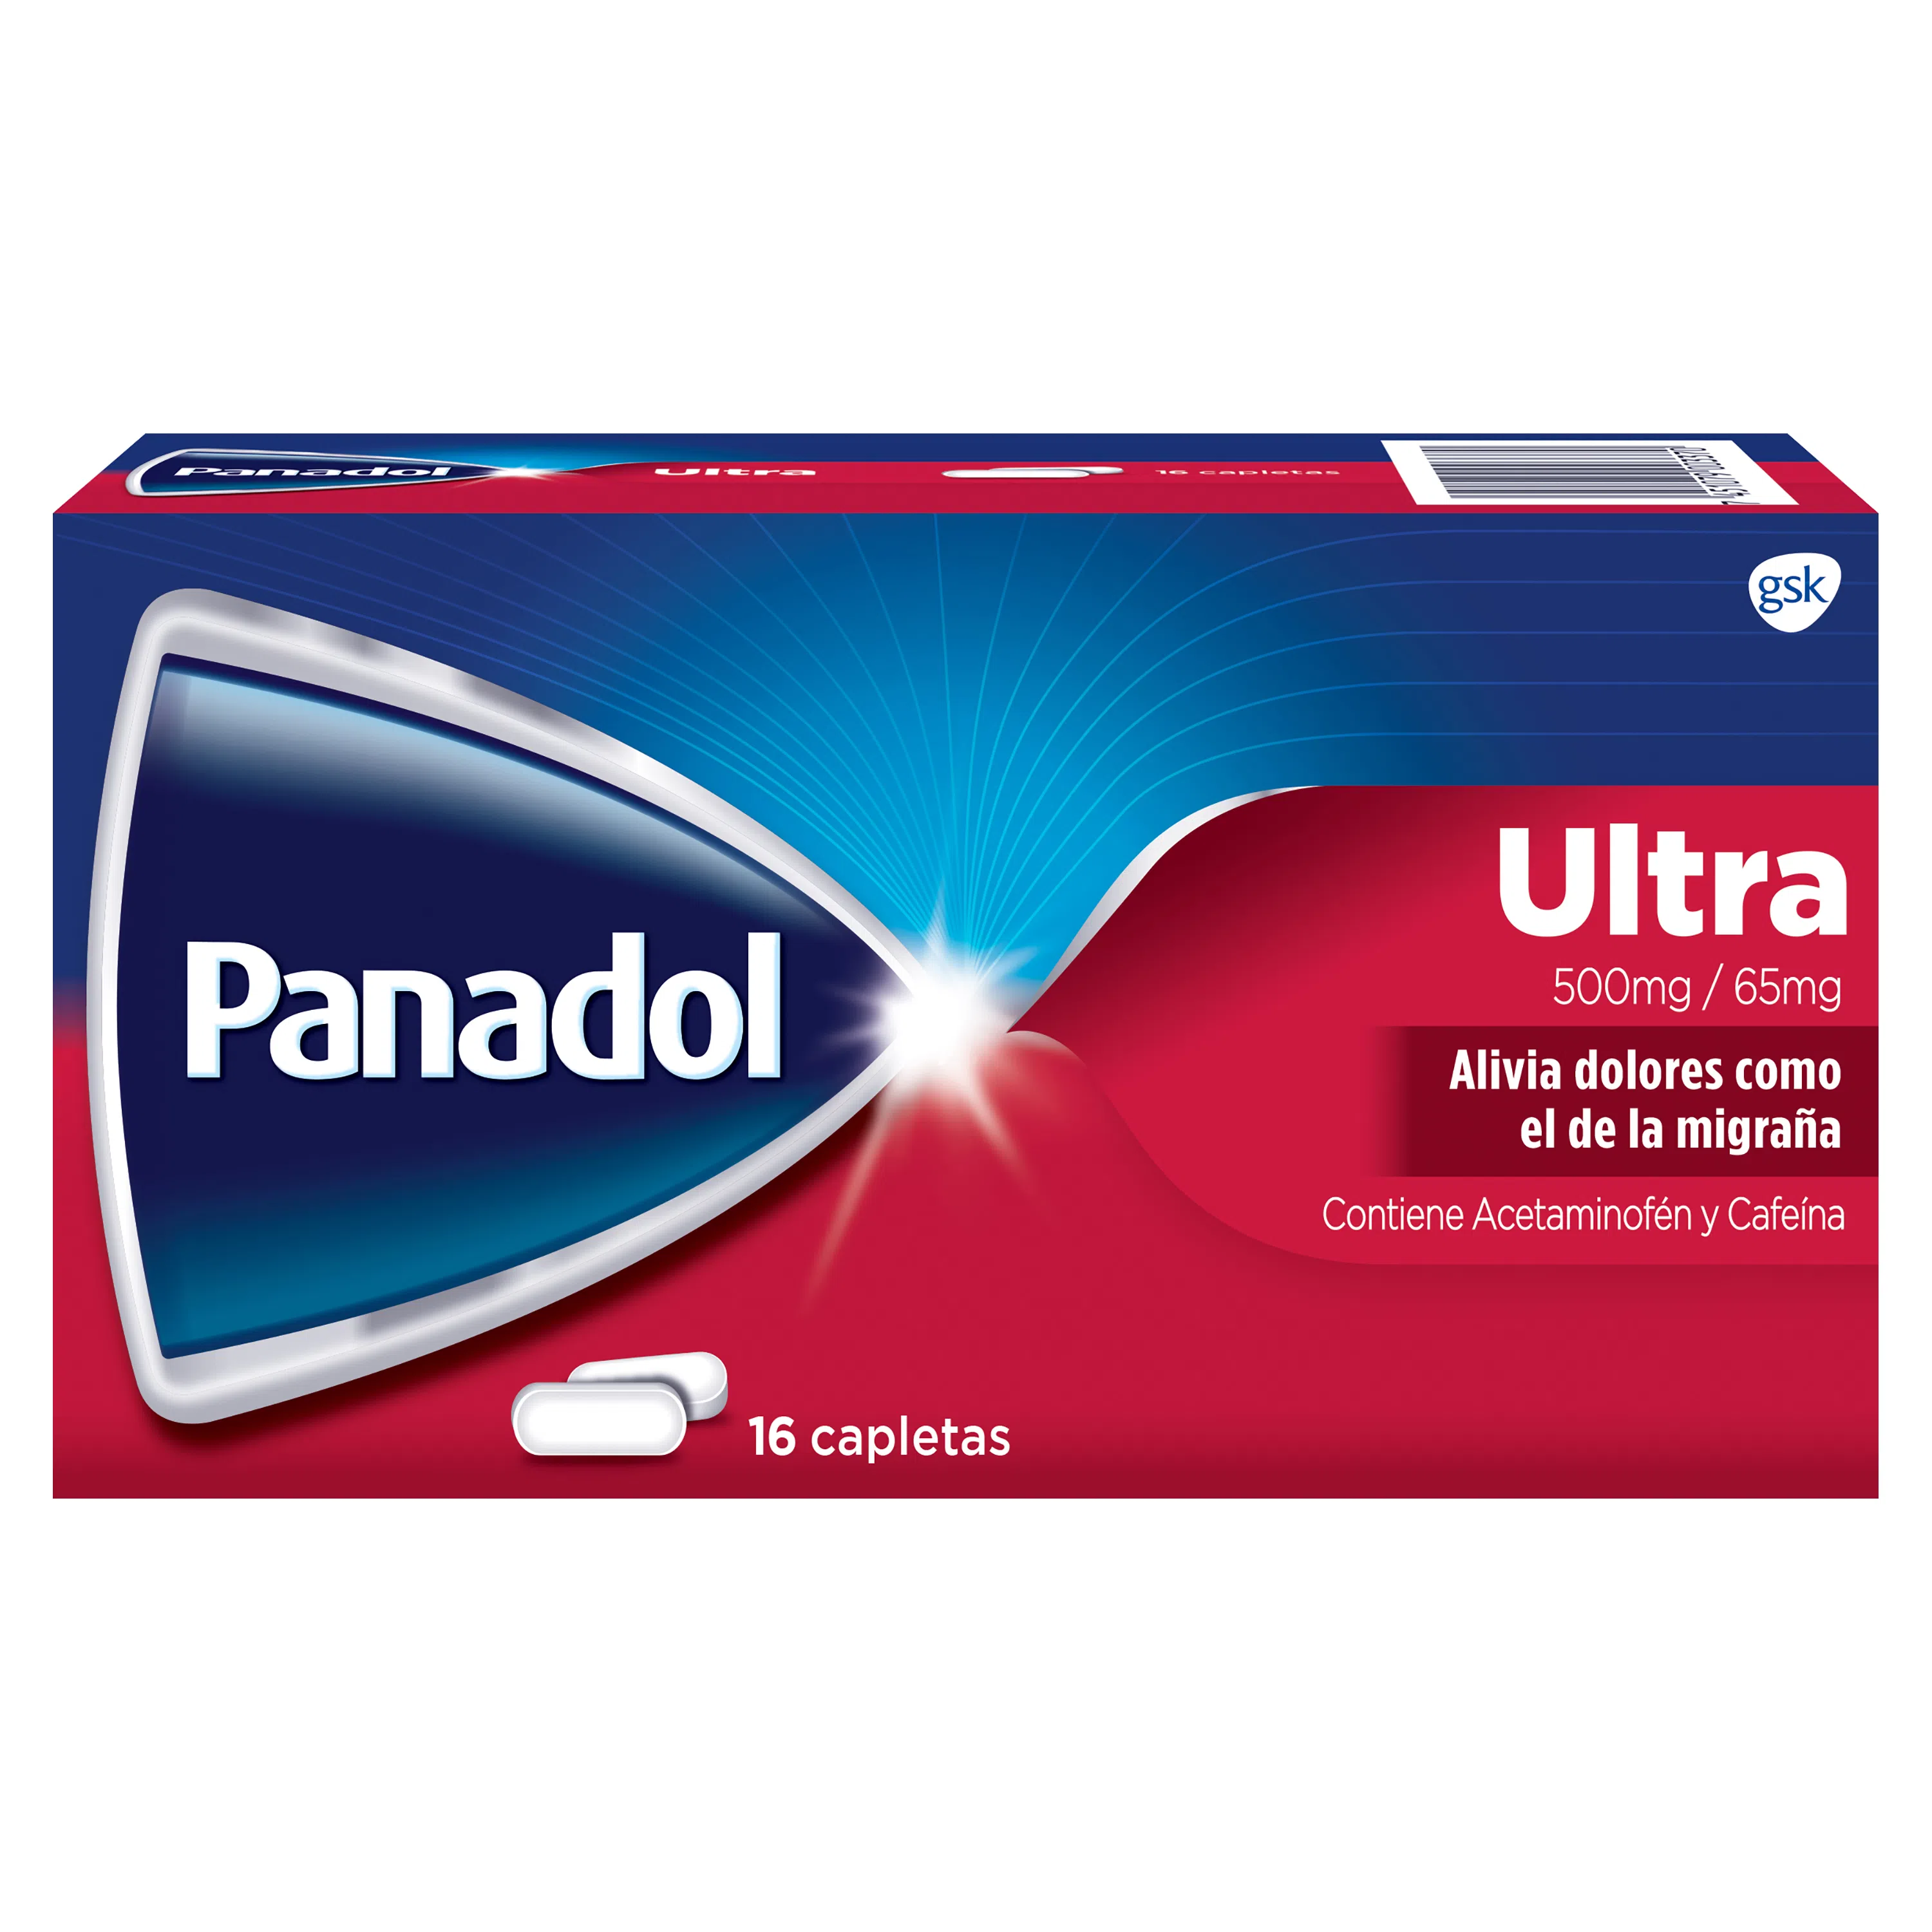 Panadol Ultra 16 capletas
gsk
Panadol
Ultra
500mg / 65mg
Alivia dolores como
el de la migraña
Contiene Acetaminofén y Cafeína
16 capletas